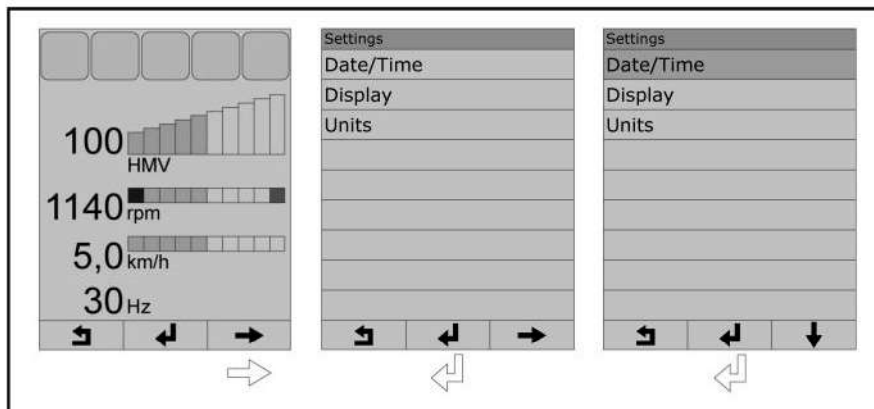 100
HMV
1140 rpm
5,0 km/h
30 Hz
Settings
Date/Time
Display
Units
Settings
Date/Time
Display
Units